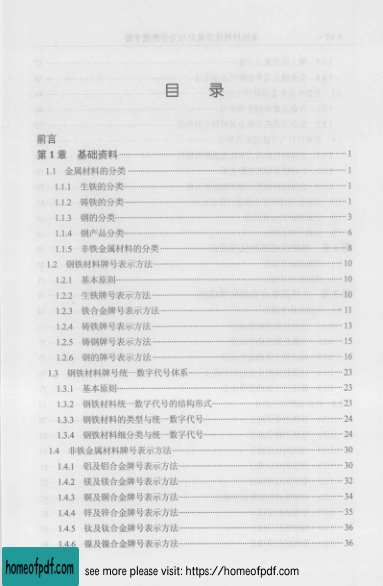 目 录
前言
第1章 基础资料 1
1.1 金属材料的分类 1
1.1.1 生铁的分类 1
1.1.2 铸铁的分类 1
1.1.3 钢的分类 3
1.1.4 钢产品分类 6
1.1.5 非铁金属材料的分类 8
1.2 钢铁材料牌号表示方法 10
1.2.1 基本原则 10
1.2.2 生铁牌号表示方法 10
1.2.3 铁合金牌号表示方法 11
1.2.4 铸铁牌号表示方法 13
1.2.5 铸钢牌号表示方法 15
1.2.6 钢的牌号表示方法 16
1.3 钢铁材料牌号统一数字代号体系 23
1.3.1 基本原则 23
1.3.2 钢铁材料统一数字代号的结构形式 23
1.3.3 钢铁材料的类型与统一数字代号 24
1.3.4 钢铁材料细分类与统一数字代号 24
1.4 非铁金属材料牌号表示方法 30
1.4.1 铝及铝合金牌号表示方法 30
1.4.2 镁及镁合金牌号表示方法 32
1.4.3 铜及铜合金牌号表示方法 34
1.4.4 锌及锌合金牌号表示方法 35
1.4.5 钛及钛合金牌号表示方法 36
1.4.6 镍及镍合金牌号表示方法 36
homeofpdf.com see more please visit: https://homeofpdf.com